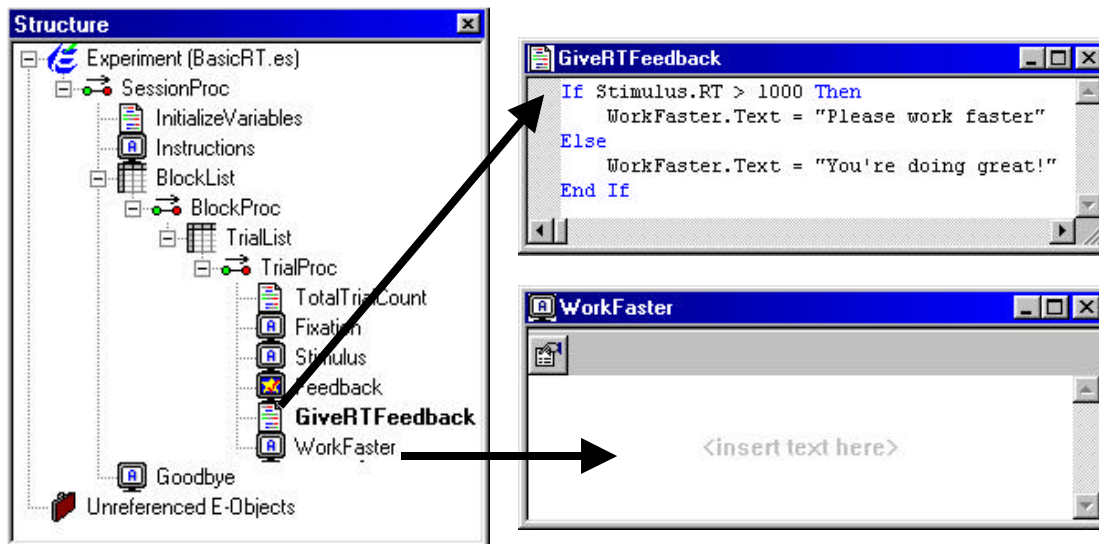 Structure
Experiment (BasicRT.es)
SessionProc
InitializeVariables
Instructions
BlockList
BlockProc
TrialList
TrialProc
TotalTrialCount
Fixation
Stimulus
Feedback
GiveRTFeedback
WorkFaster
Goodbye
Unreferenced E-Objects
GiveRTFeedback
If Stimulus.RT > 1000 Then
WorkFaster.Text = "Please work faster"
Else
WorkFaster.Text = "You're doing great!"
End If
WorkFaster
<insert text here>